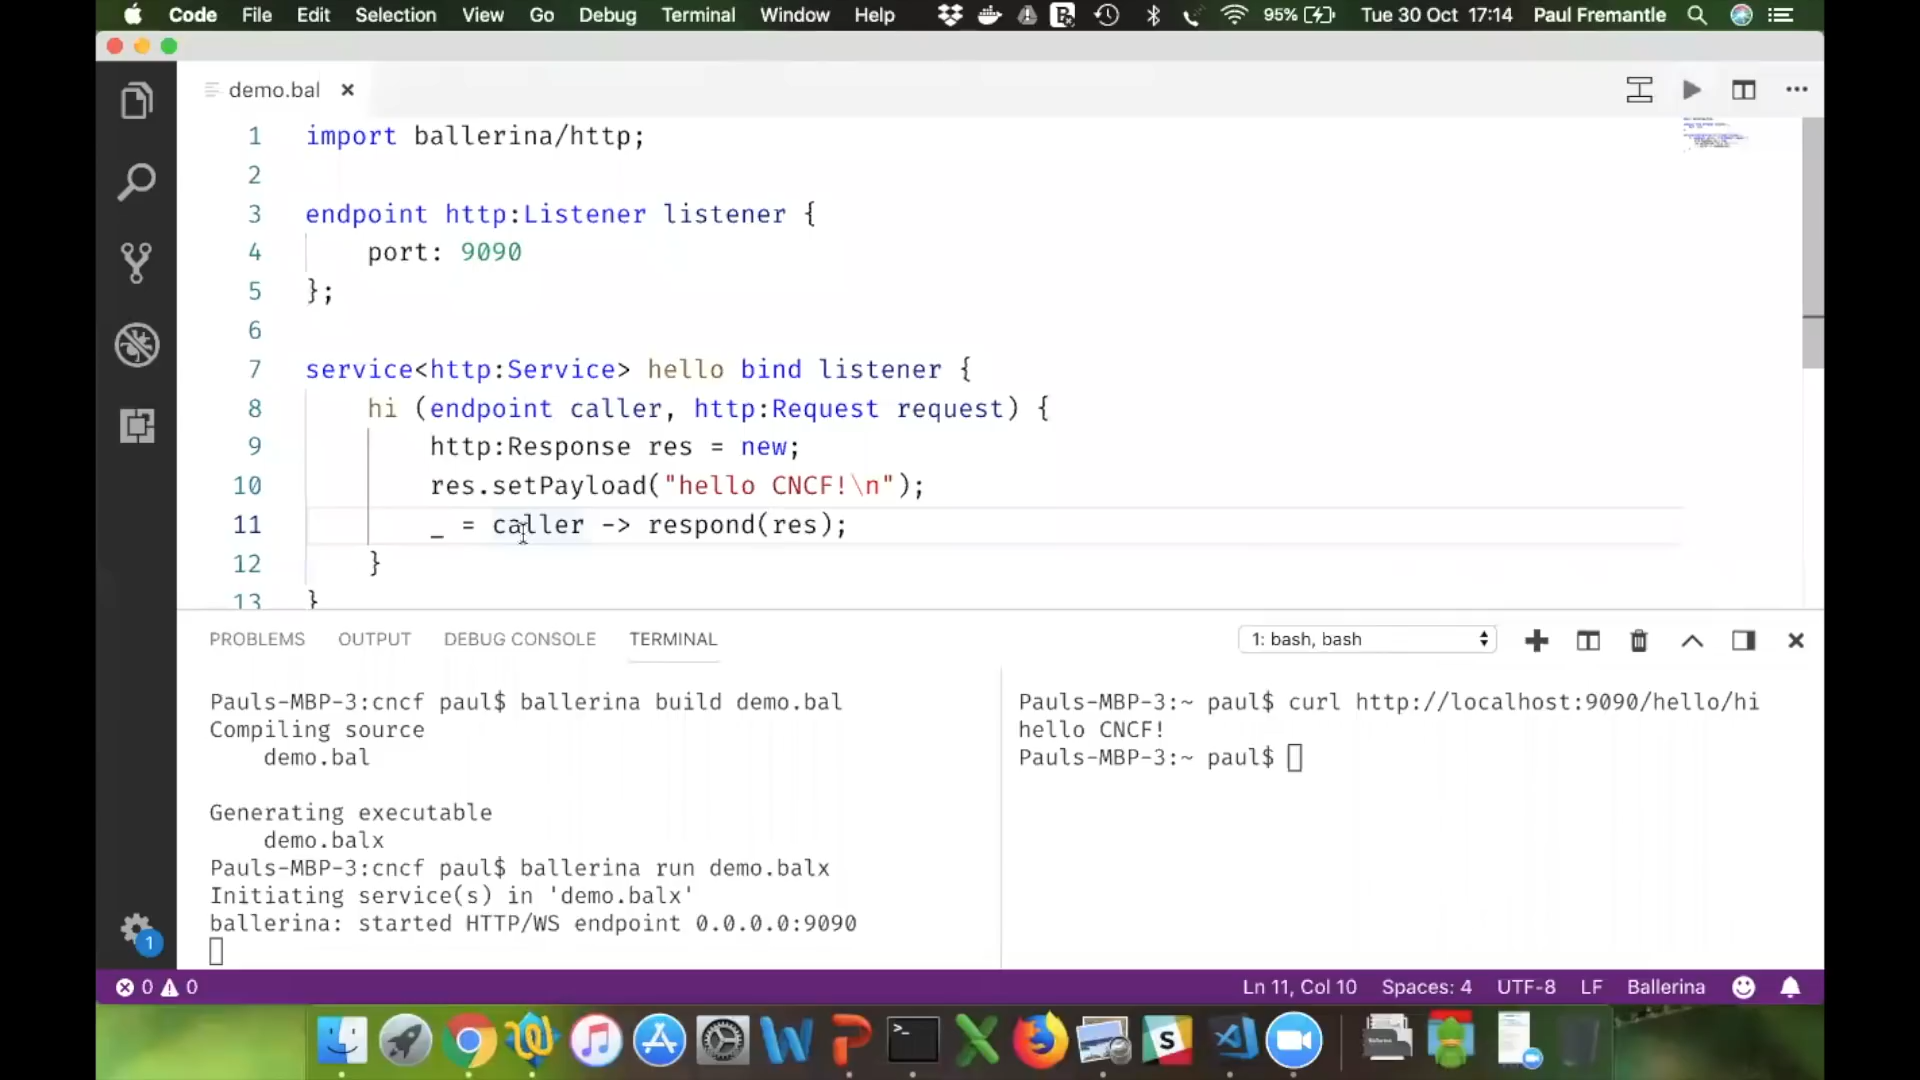 Code File Edit Selection View Go Debug Terminal Window Help 95% Tue 30 Oct 17:14 Paul Fremantle
demo.bal
1 import ballerina/http;
2
3 endpoint http:Listener listener {
4 port: 9090
5 };
6
7 service<http:Service> hello bind listener {
8 hi (endpoint caller, http:Request request) {
9 http:Response res = new;
10 res.setPayload("hello CNCF!\n");
11 _ = caller -> respond(res);
12 }
13 }
PROBLEMS OUTPUT DEBUG CONSOLE TERMINAL 1: bash, bash
Pauls-MBP-3:cncf paul$ ballerina build demo.bal
Compiling source
demo.bal
Generating executable
demo.balx
Pauls-MBP-3:cncf paul$ ballerina run demo.balx
Initiating service(s) in 'demo.balx'
ballerina: started HTTP/WS endpoint 0.0.0.0:9090
Pauls-MBP-3:~ paul$ curl http://localhost:9090/hello/hi
hello CNCF!
Pauls-MBP-3:~ paul$
1
0 0 Ln 11, Col 10 Spaces: 4 UTF-8 LF Ballerina